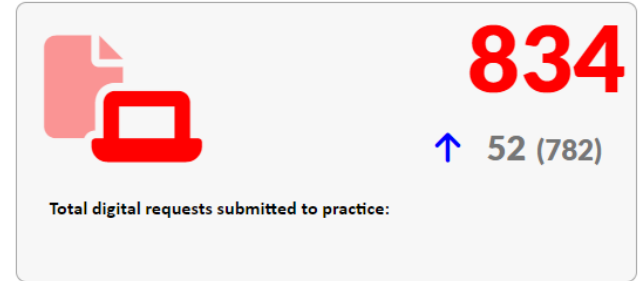 834
↑ 52 (782)
Total digital requests submitted to practice: